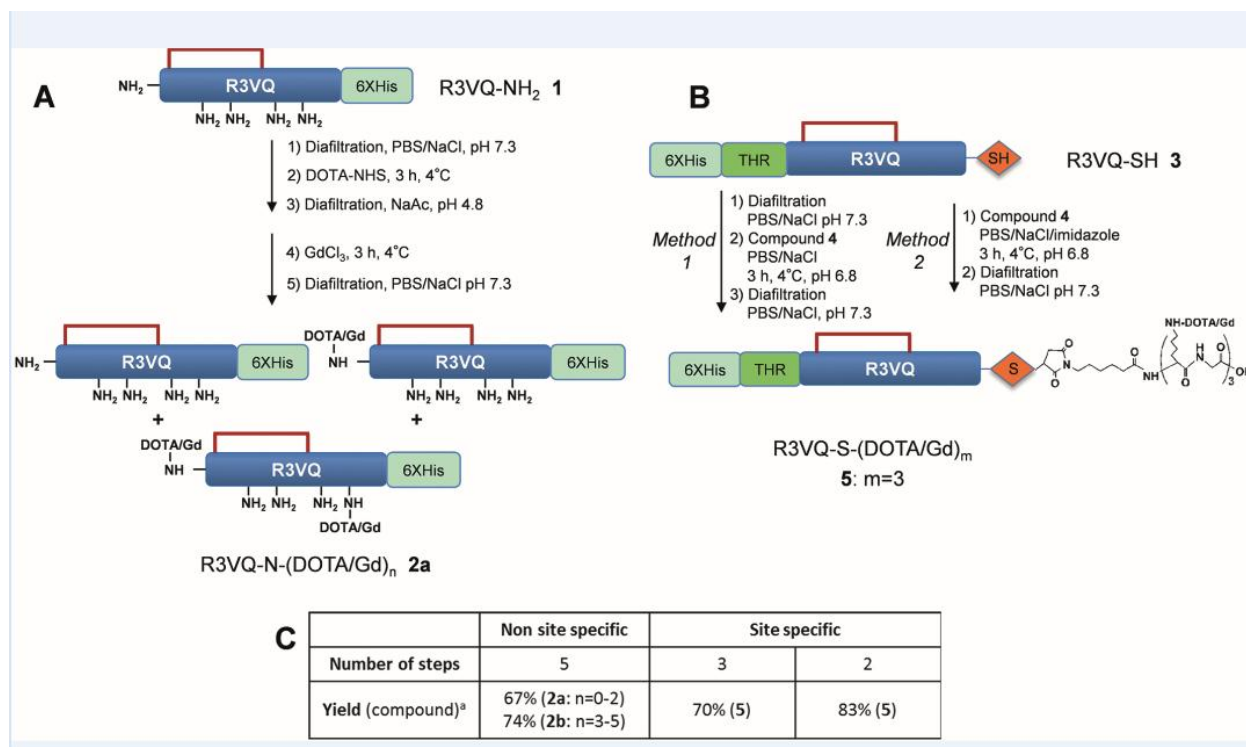 A
NH₂
R3VQ
6XHis
NH₂ NH₂ NH₂ NH₂
R3VQ-NH₂ 1
1) Diafiltration, PBS/NaCl, pH 7.3
2) DOTA-NHS, 3 h, 4°C
3) Diafiltration, NaAc, pH 4.8
4) GdCl₃, 3 h, 4°C
5) Diafiltration, PBS/NaCl pH 7.3
NH₂
R3VQ
6XHis
NH₂ NH₂ NH₂ NH₂
+
DOTA/Gd
NH
R3VQ
6XHis
NH₂ NH₂ NH₂ NH₂
+
DOTA/Gd
NH
R3VQ
6XHis
NH₂ NH₂ NH₂ NH
DOTA/Gd
R3VQ-N-(DOTA/Gd)ₙ 2a
B
6XHis
THR
R3VQ
SH
R3VQ-SH 3
Method
1
1) Diafiltration
PBS/NaCl pH 7.3
2) Compound 4
PBS/NaCl
3 h, 4°C, pH 6.8
3) Diafiltration
PBS/NaCl, pH 7.3
Method
2
1) Compound 4
PBS/NaCl/imidazole
3 h, 4°C, pH 6.8
2) Diafiltration
PBS/NaCl pH 7.3
6XHis
THR
R3VQ
S
O
N
O
O
NH
NH-DOTA/Gd
H
N
O
O
3
R3VQ-S-(DOTA/Gd)ₘ
5: m=3
C
Non site specific
Site specific
Number of steps
5
3
2
Yield (compound)ᵃ
67% (2a: n=0-2)
74% (2b: n=3-5)
70% (5)
83% (5)